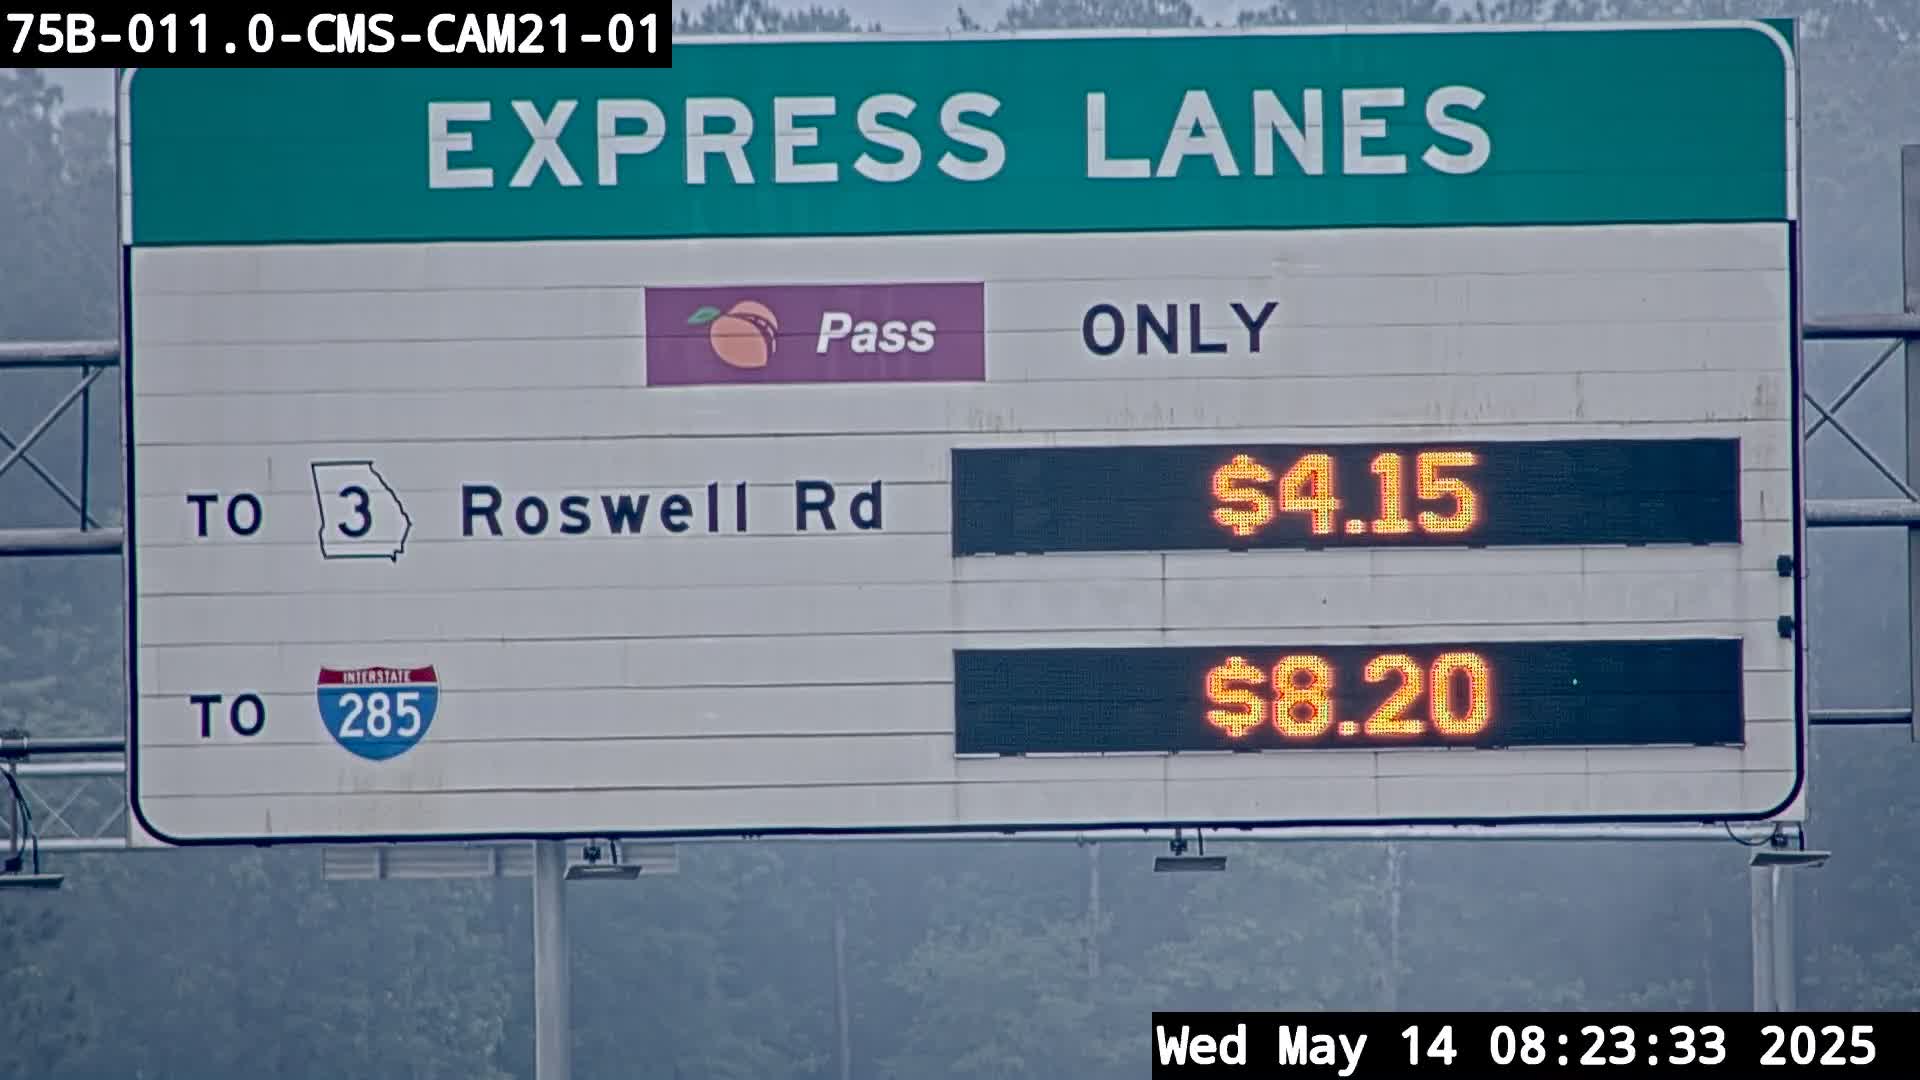 75B-011.0-CMS-CAM21-01
EXPRESS LANES
Pass ONLY
TO 3 Roswell Rd $4.15
TO INTERSTATE 285 $8.20
Wed May 14 08:23:33 2025